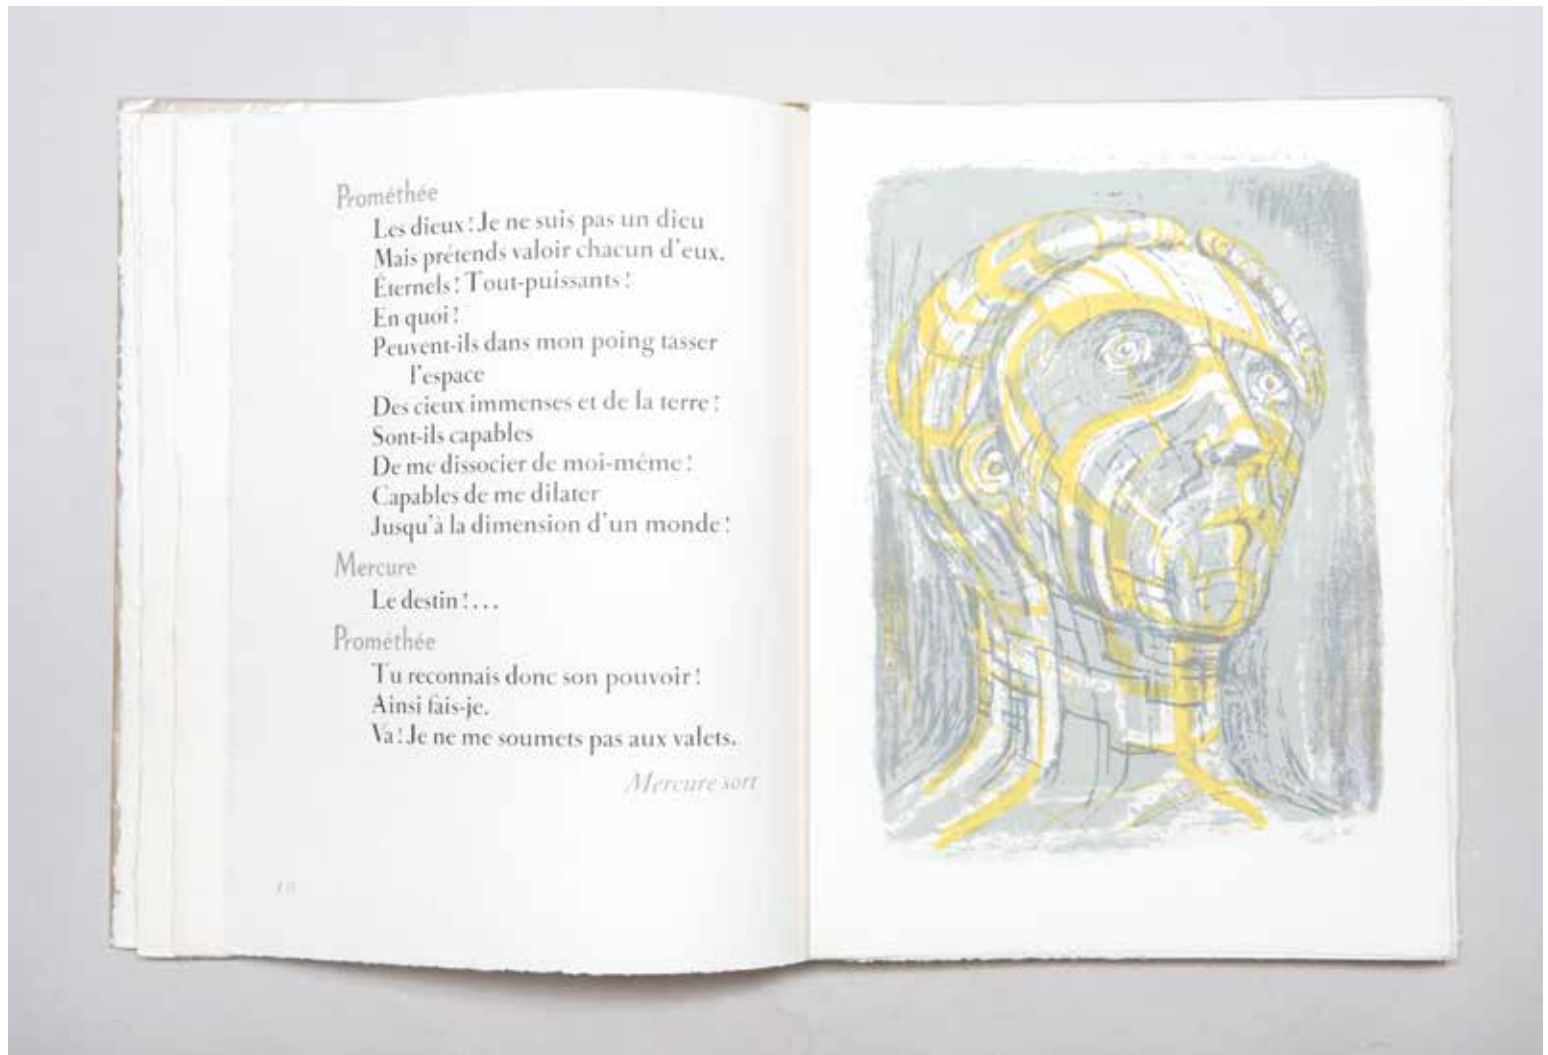 Prométhée
Les dieux! Je ne suis pas un dieu
Mais prétends valoir chacun d'eux.
Éternels! Tout-puissants!
En quoi!
Peuvent-ils dans mon poing tasser
l'espace
Des cieux immenses et de la terre!
Sont-ils capables
De me dissocier de moi-même!
Capables de me dilater
Jusqu'à la dimension d'un monde!
Mercure
Le destin!...
Prométhée
Tu reconnais donc son pouvoir!
Ainsi fais-je.
Va! Je ne me soumets pas aux valets.
Mercure sort